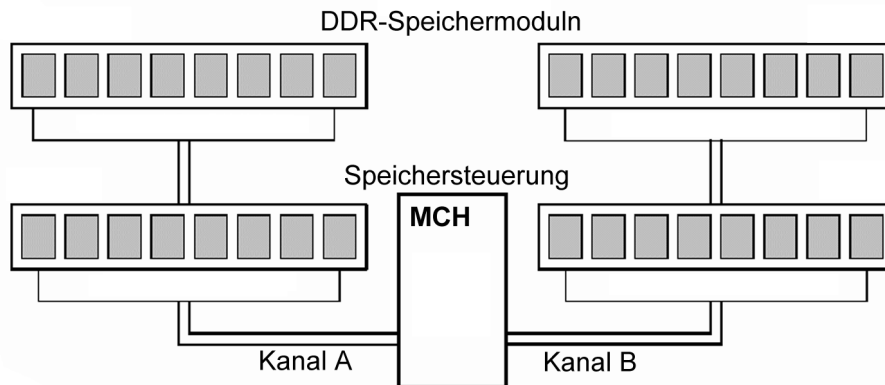 DDR-Speichermoduln
Speichersteuerung
MCH
Kanal A
Kanal B